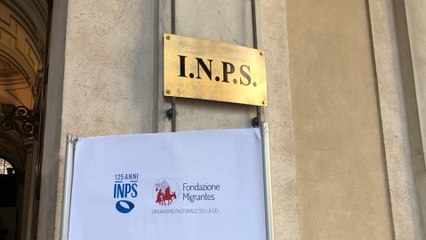 I.N.P.S.
125 ANNI
INPS
Fondazione
Migrantes
ORGANISMO PASTORALE DELLA CEI